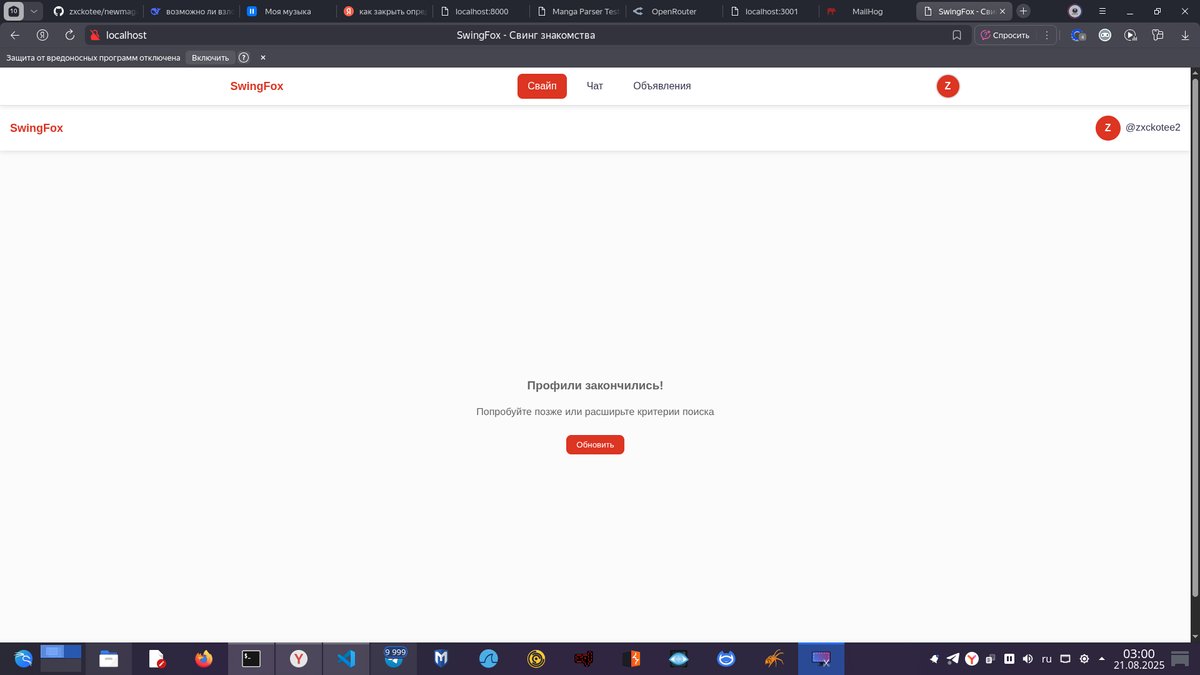 10
zxckotee/newmag
возможно ли взло
Моя музыка
как закрыть опре
localhost:8000
Manga Parser Test
OpenRouter
localhost:3001
MailHog
SwingFox - Сви
localhost
SwingFox - Свинг знакомства
Спросить
Защита от вредоносных программ отключена
Включить
SwingFox
Свайп
Чат
Объявления
Z
SwingFox
Z
@zxckotee2
Профили закончились!
Попробуйте позже или расширьте критерии поиска
Обновить
9 999
ru
03:00
21.08.2025